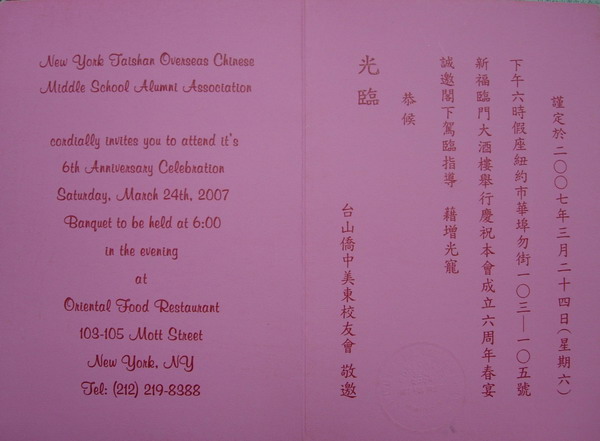 New York Taishan Overseas Chinese
Middle School Alumni Association
cordially invites you to attend it's
6th Anniversary Celebration
Saturday, March 24th, 2007
Banquet to be held at 6:00
in the evening
at
Oriental Food Restaurant
103-105 Mott Street
New York, NY
Tel: (212) 219-8388
謹定於二〇〇七年三月二十四日(星期六)
下午六時假座紐約市華埠勿街一〇三—一〇五號
新福臨門大酒樓舉行慶祝本會成立六周年春宴
誠邀閣下駕臨指導 藉增光寵
恭候
光臨
台山僑中美東校友會 敬邀